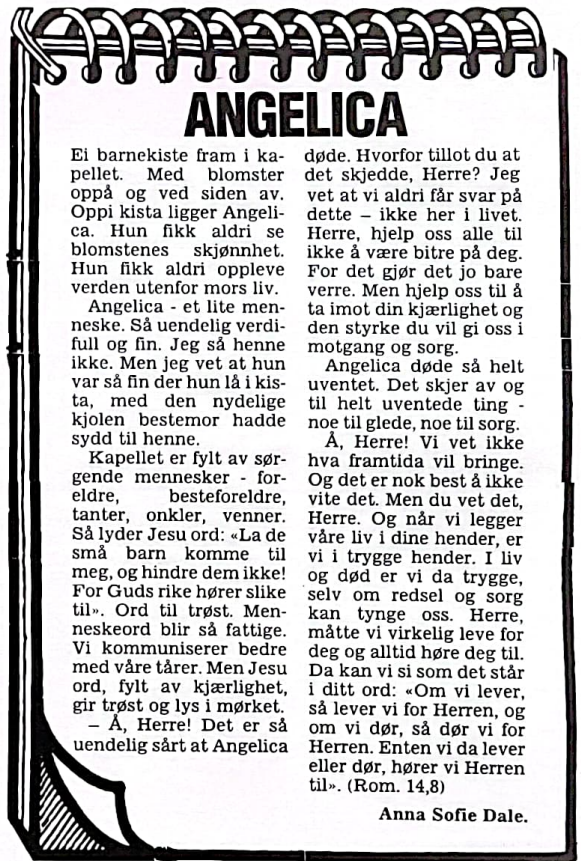 ANGELICA
Ei barnekiste fram i ka-
pellet. Med blomster
oppå og ved siden av.
Oppi kista ligger Angeli-
ca. Hun fikk aldri se
blomstenes skjønnhet.
Hun fikk aldri oppleve
verden utenfor mors liv.
Angelica - et lite men-
neske. Så uendelig verdi-
full og fin. Jeg så henne
ikke. Men jeg vet at hun
var så fin der hun lå i kis-
ta, med den nydelige
kjolen bestemor hadde
sydd til henne.
Kapellet er fylt av sør-
gende mennesker - for-
eldre, besteforeldre,
tanter, onkler, venner.
Så lyder Jesu ord: «La de
små barn komme til
meg, og hindre dem ikke!
For Guds rike hører slike
til». Ord til trøst. Men-
neskeord blir så fattige.
Vi kommuniserer bedre
med våre tårer. Men Jesu
ord, fylt av kjærlighet,
gir trøst og lys i mørket.
– Å, Herre! Det er så
uendelig sårt at Angelica
døde. Hvorfor tillot du at
det skjedde, Herre? Jeg
vet at vi aldri får svar på
dette – ikke her i livet.
Herre, hjelp oss alle til
ikke å være bitre på deg.
For det gjør det jo bare
verre. Men hjelp oss til å
ta imot din kjærlighet og
den styrke du vil gi oss i
motgang og sorg.
Angelica døde så helt
uventet. Det skjer av og
til helt uventede ting -
noe til glede, noe til sorg.
Å, Herre! Vi vet ikke
hva framtida vil bringe.
Og det er nok best å ikke
vite det. Men du vet det,
Herre. Og når vi legger
våre liv i dine hender, er
vi i trygge hender. I liv
og død er vi da trygge,
selv om redsel og sorg
kan tynge oss. Herre,
måtte vi virkelig leve for
deg og alltid høre deg til.
Da kan vi si som det står
i ditt ord: «Om vi lever,
så lever vi for Herren, og
om vi dør, så dør vi for
Herren. Enten vi da lever
eller dør, hører vi Herren
til». (Rom. 14,8)
Anna Sofie Dale.